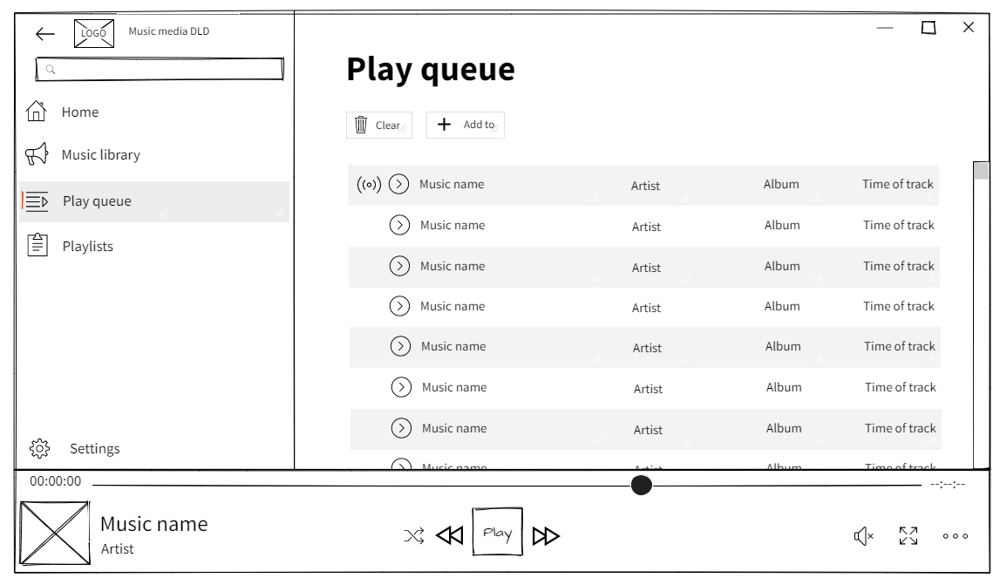 LOGO
Music media DLD
Play queue
Clear
Add to
Home
Music library
Play queue
Playlists
Settings
Music name Artist Album Time of track
Music name Artist Album Time of track
Music name Artist Album Time of track
Music name Artist Album Time of track
Music name Artist Album Time of track
Music name Artist Album Time of track
Music name Artist Album Time of track
Music name Artist Album Time of track
00:00:00
--:--:--
Music name
Artist
Play